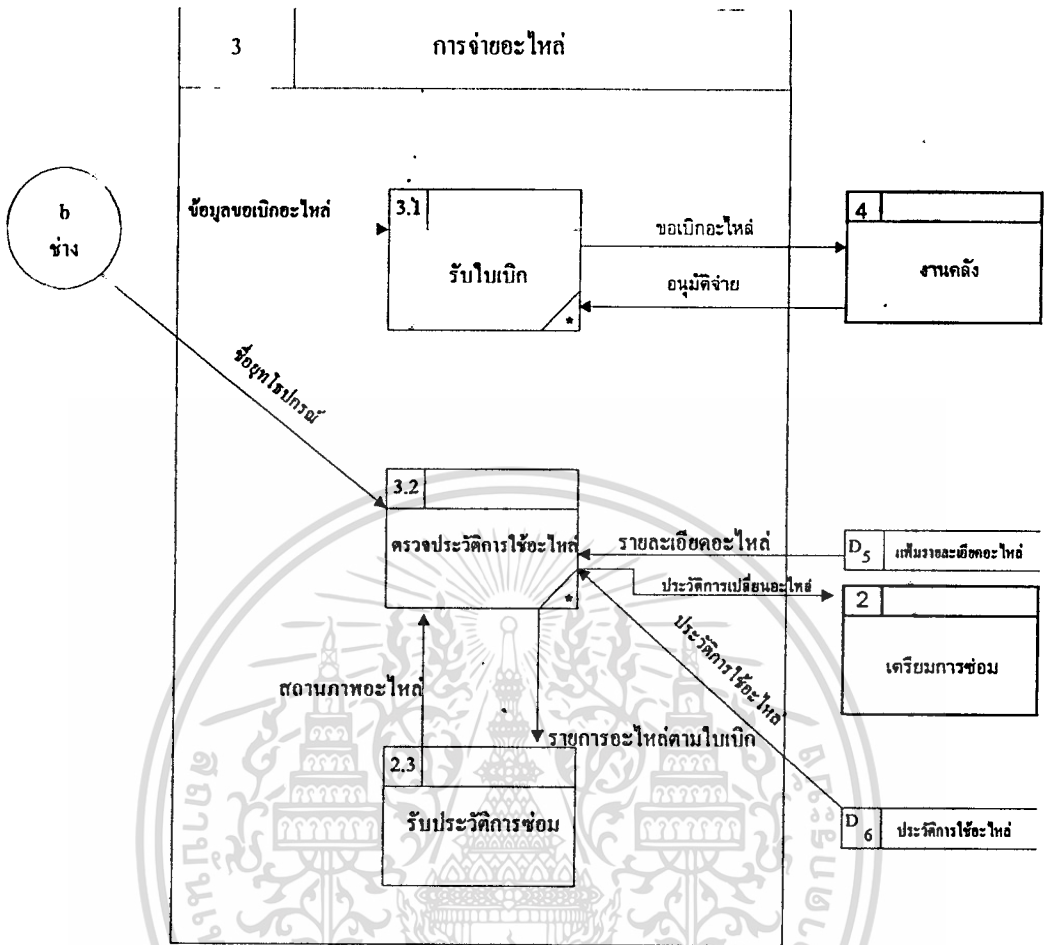 3
การจ่ายอะไหล่
b
ช่าง
ข้อมูลขอเบิกอะไหล่
3.1
รับใบเบิก
*
ขอเบิกอะไหล่
อนุมัติจ่าย
4
งานคลัง
ชื่อยุทโธปกรณ์
3.2
ตรวจประวัติการใช้อะไหล่
*
รายละเอียดอะไหล่
D5
แฟ้มรายละเอียดอะไหล่
ประวัติการเปลี่ยนอะไหล่
2
เตรียมการซ่อม
ประวัติการใช้อะไหล่
สถานภาพอะไหล่
รายการอะไหล่ตามใบเบิก
2.3
รับประวัติการซ่อม
D6
ประวัติการใช้อะไหล่